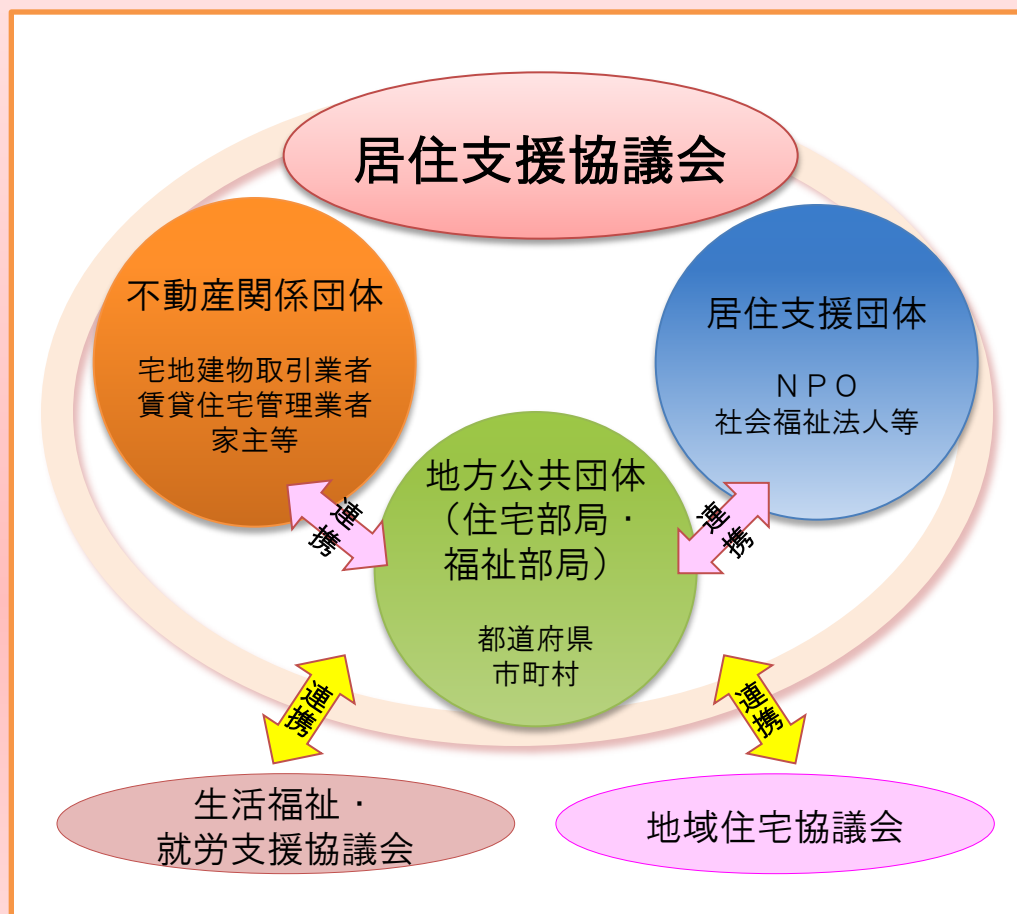 居住支援協議会
不動産関係団体
宅地建物取引業者
賃貸住宅管理業者
家主等
居住支援団体
ＮＰＯ
社会福祉法人等
地方公共団体
（住宅部局・
福祉部局）
都道府県
市町村
連携
連携
連携
連携
生活福祉・
就労支援協議会
地域住宅協議会